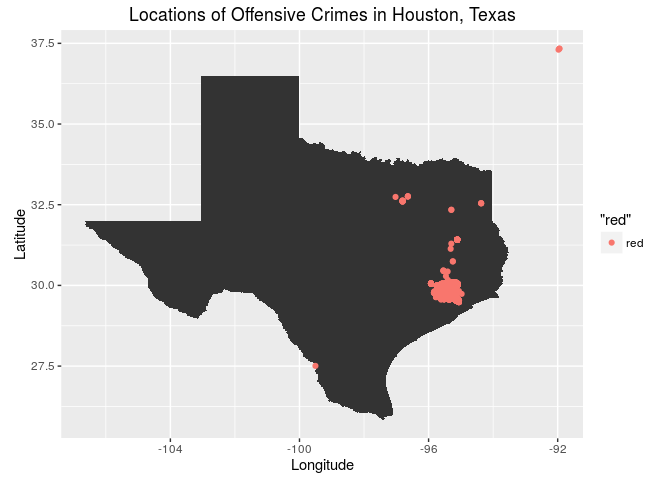 Locations of Offensive Crimes in Houston, Texas
37.5
35.0
32.5
30.0
27.5
Latitude
-104
-100
-96
-92
Longitude
"red"
red